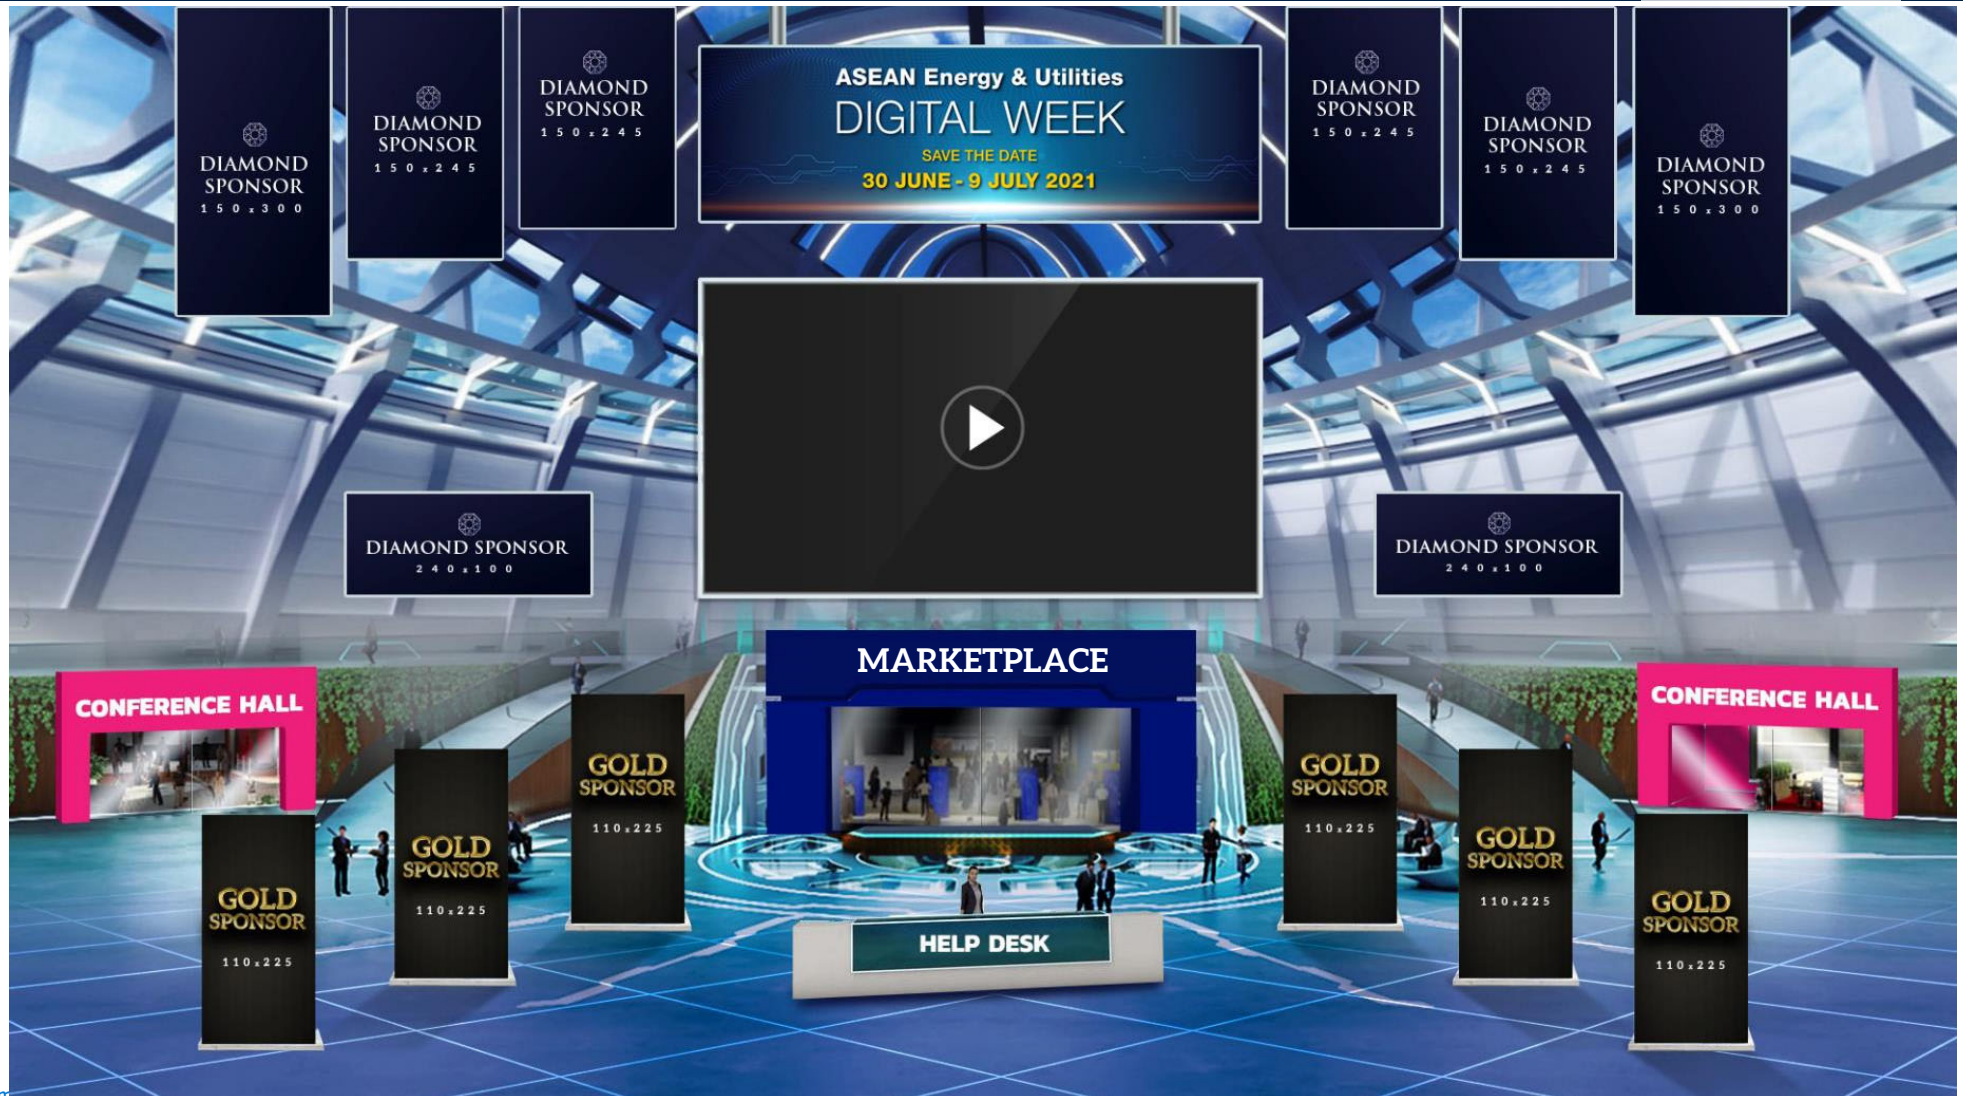 DIAMOND
SPONSOR
150x300
DIAMOND
SPONSOR
150x245
DIAMOND
SPONSOR
150x245
ASEAN Energy & Utilities
DIGITAL WEEK
SAVE THE DATE
30 JUNE - 9 JULY 2021
DIAMOND
SPONSOR
150x245
DIAMOND
SPONSOR
150x245
DIAMOND
SPONSOR
150x300
DIAMOND SPONSOR
240x100
DIAMOND SPONSOR
240x100
CONFERENCE HALL
MARKETPLACE
CONFERENCE HALL
GOLD
SPONSOR
110x225
GOLD
SPONSOR
110x225
GOLD
SPONSOR
110x225
GOLD
SPONSOR
110x225
GOLD
SPONSOR
110x225
GOLD
SPONSOR
110x225
HELP DESK